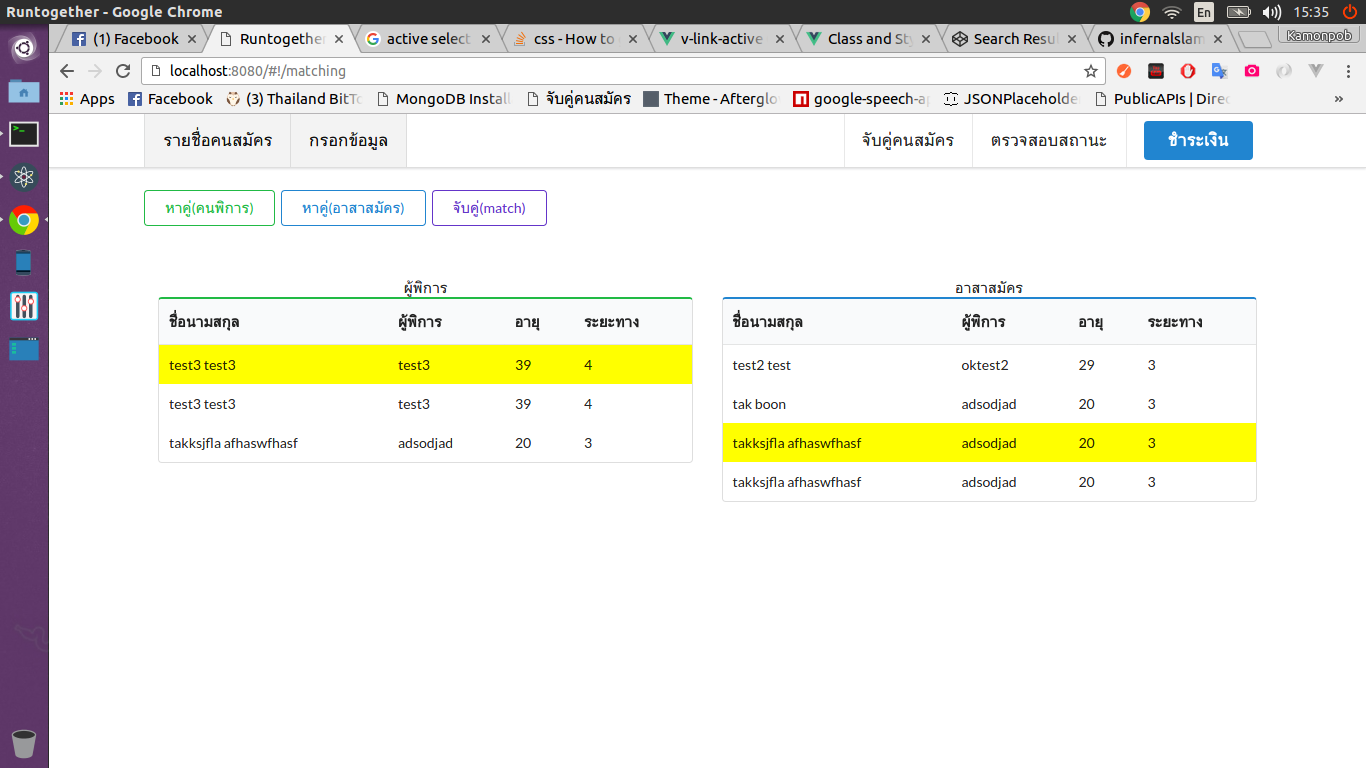 Runtogether - Google Chrome
En
15:35
(1) Facebook
Runtogether
active select
css - How to
v-link-active
Class and Sty
Search Resul
infernalslam
Kamonpob
localhost:8080/#!/matching
Apps
Facebook
(3) Thailand BitTo
MongoDB Install
จับคู่คนสมัคร
Theme - Afterglo
google-speech-ap
JSONPlaceholde
PublicAPIs | Direc
»
รายชื่อคนสมัคร
กรอกข้อมูล
จับคู่คนสมัคร
ตรวจสอบสถานะ
ชำระเงิน
หาคู่(คนพิการ)
หาคู่(อาสาสมัคร)
จับคู่(match)
ผู้พิการ
ชื่อนามสกุล ผู้พิการ อายุ ระยะทาง
test3 test3 test3 39 4
test3 test3 test3 39 4
takksjfla afhaswfhasf adsodjad 20 3
อาสาสมัคร
ชื่อนามสกุล ผู้พิการ อายุ ระยะทาง
test2 test oktest2 29 3
tak boon adsodjad 20 3
takksjfla afhaswfhasf adsodjad 20 3
takksjfla afhaswfhasf adsodjad 20 3